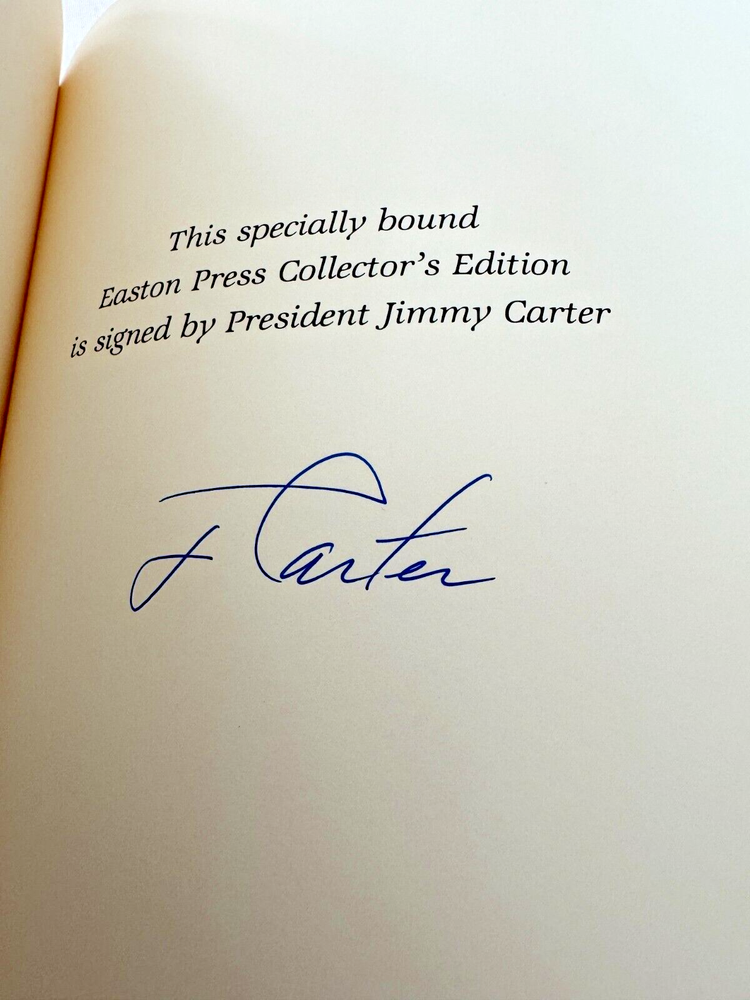 This specially bound
Easton Press Collector’s Edition
is signed by President Jimmy Carter
J Carter